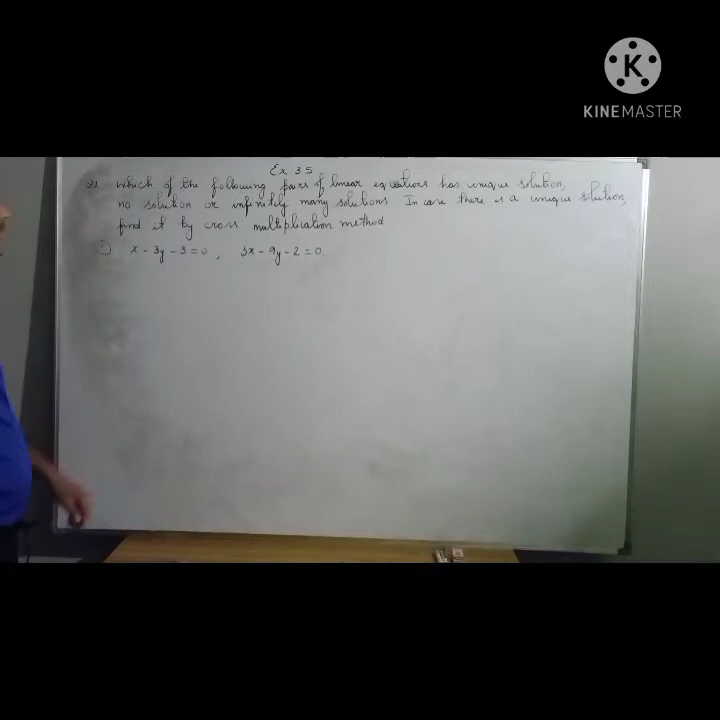 KINEMASTER
Ex 3.5
Q1 which of the following pairs of linear equations has unique solution,
no solution or infinitely many solutions In case there is a unique solution,
find it by cross multiplication method
① x - 3y - 3 = 0 , 3x - 9y - 2 = 0